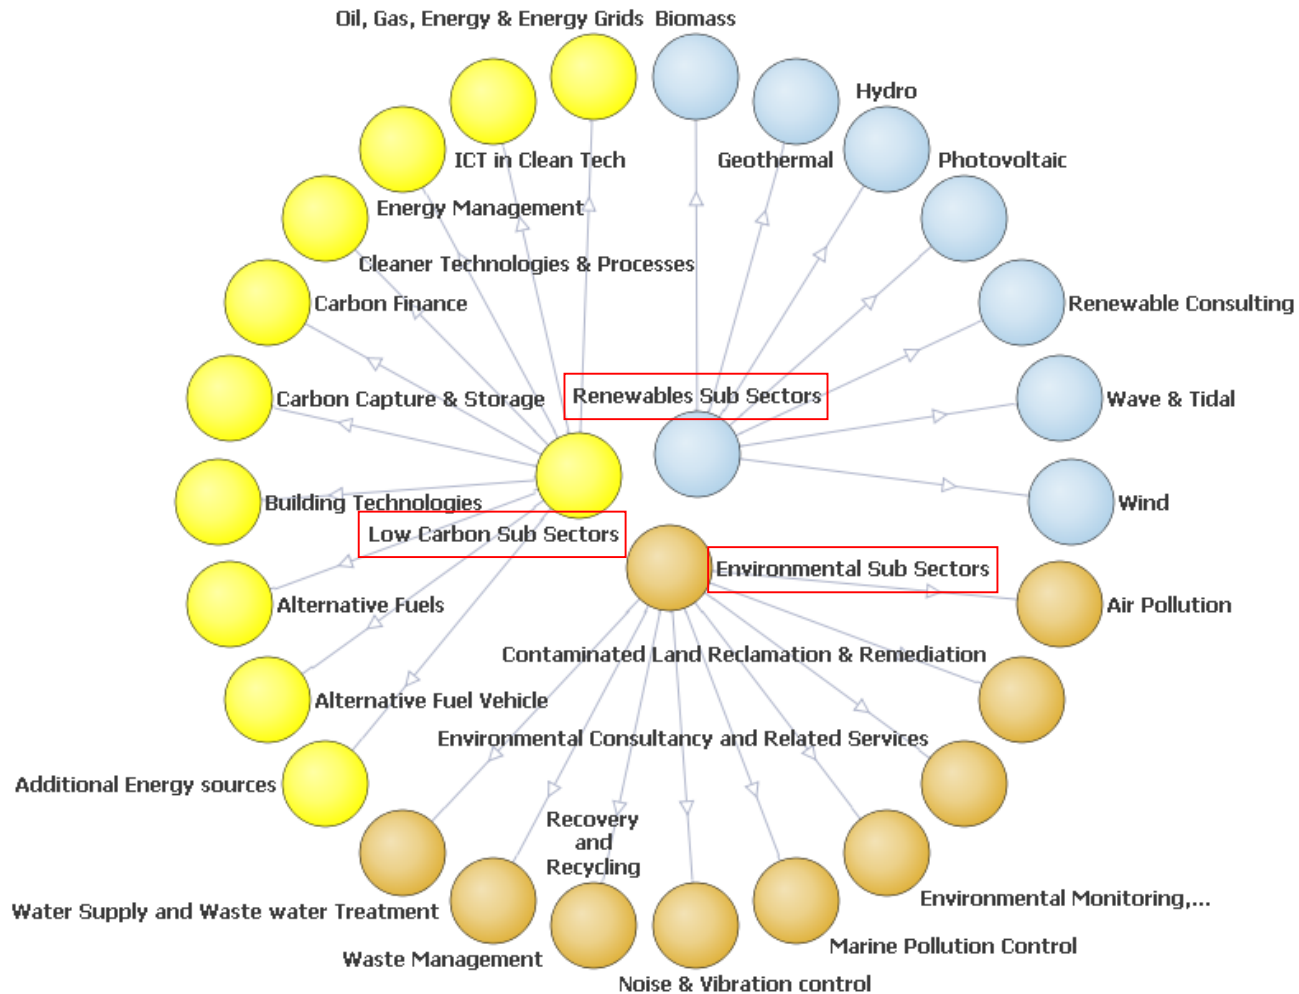 Oil, Gas, Energy & Energy Grids
Biomass
Hydro
ICT in Clean Tech
Geothermal
Photovoltaic
Energy Management
Cleaner Technologies & Processes
Carbon Finance
Renewable Consulting
Renewables Sub Sectors
Carbon Capture & Storage
Wave & Tidal
Building Technologies
Wind
Low Carbon Sub Sectors
Environmental Sub Sectors
Alternative Fuels
Air Pollution
Contaminated Land Reclamation & Remediation
Alternative Fuel Vehicle
Environmental Consultancy and Related Services
Additional Energy sources
Recovery
and
Recycling
Environmental Monitoring,...
Water Supply and Waste water Treatment
Marine Pollution Control
Waste Management
Noise & Vibration control